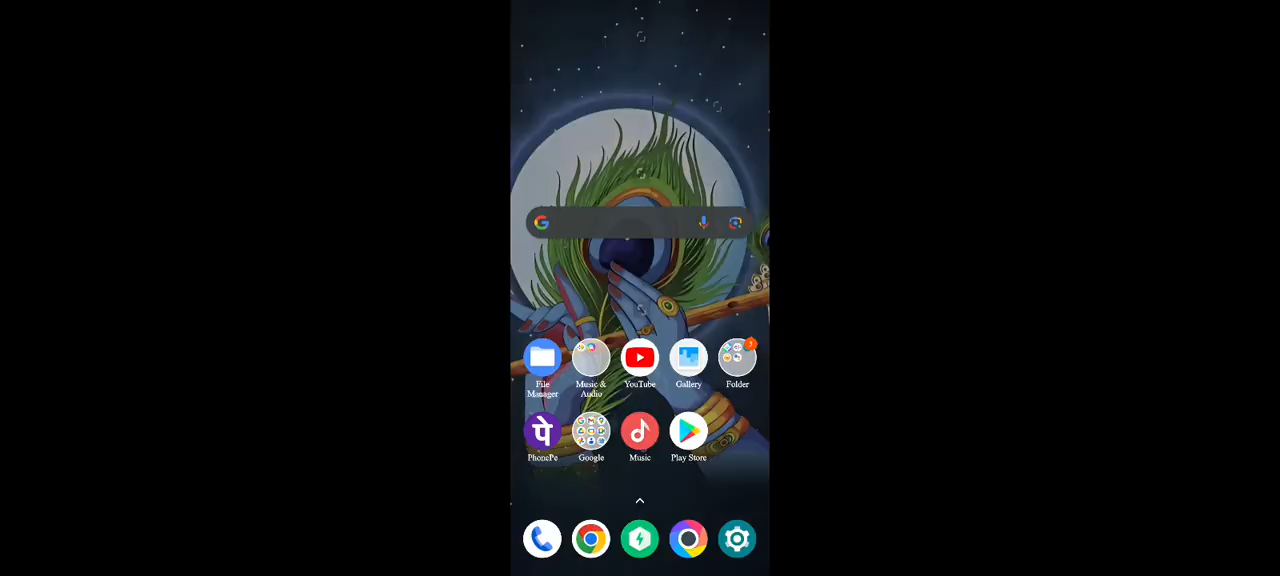 File
Manager
Music &
Audio
YouTube
Gallery
Folder
पे
PhonePe
Google
Music
Play Store